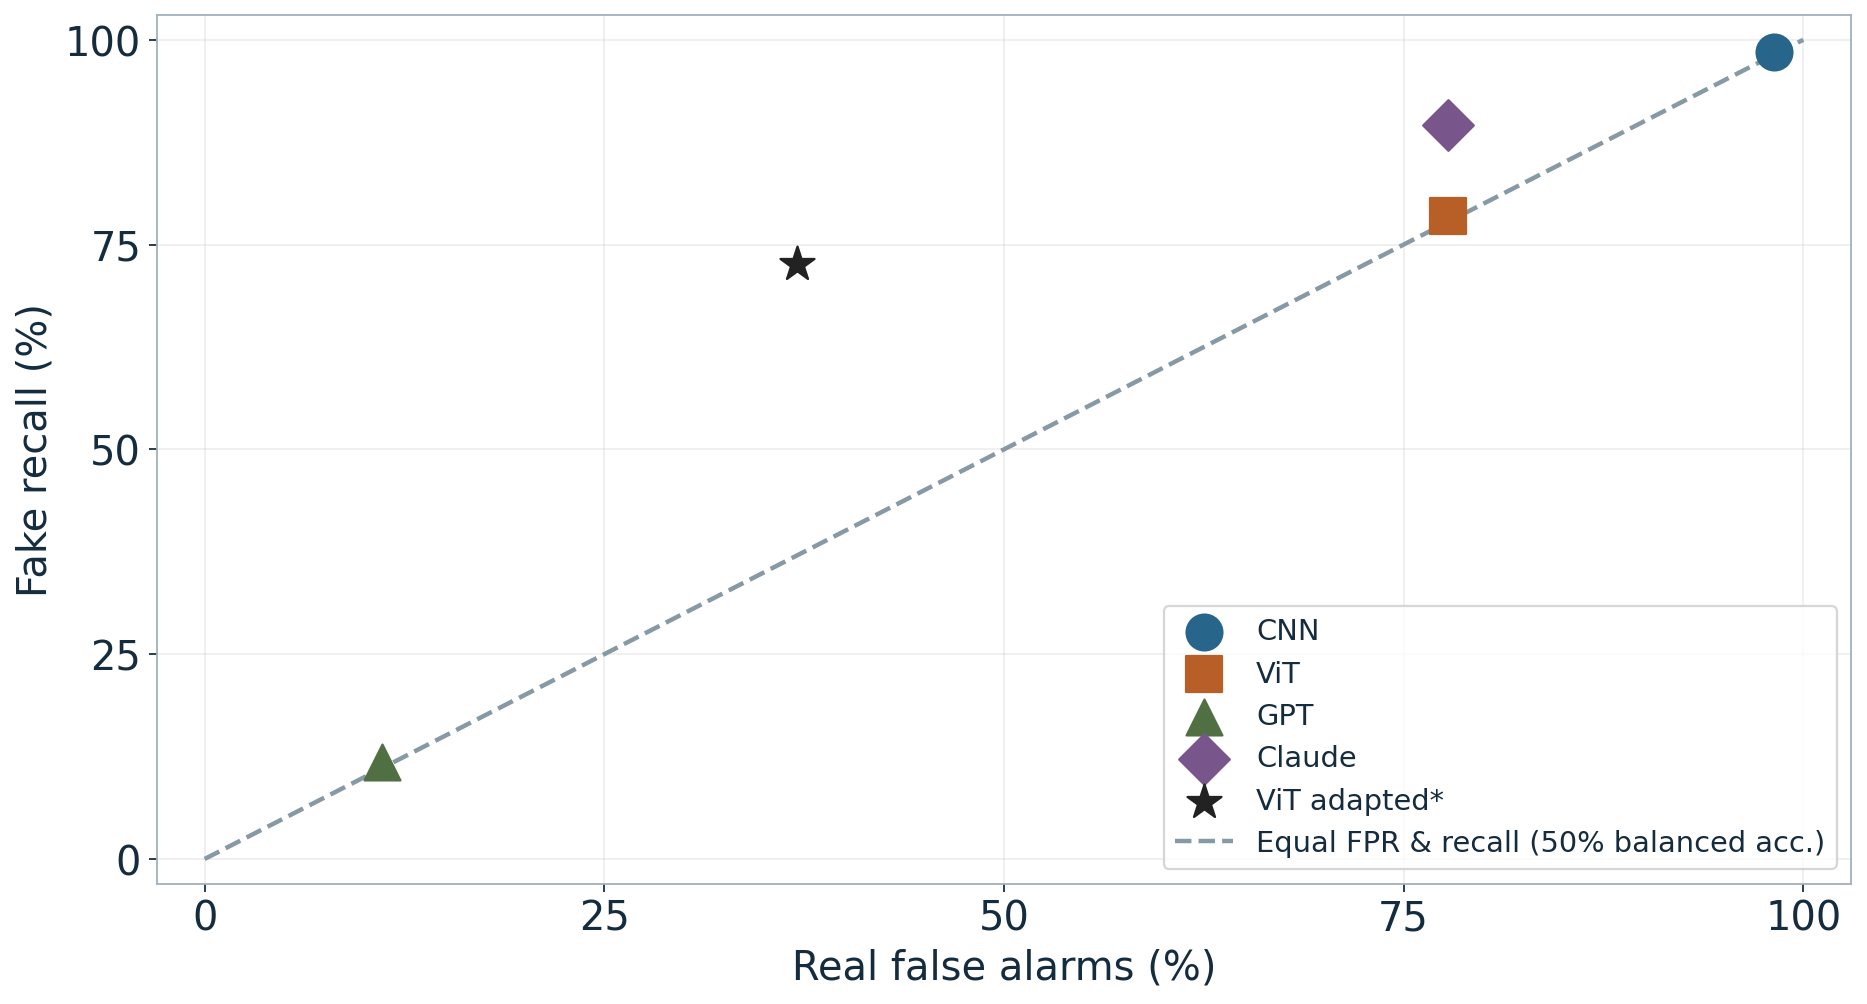 100
75
50
25
0
Fake recall (%)
CNN
ViT
GPT
Claude
ViT adapted*
Equal FPR & recall (50% balanced acc.)
0 25 50 75 100
Real false alarms (%)